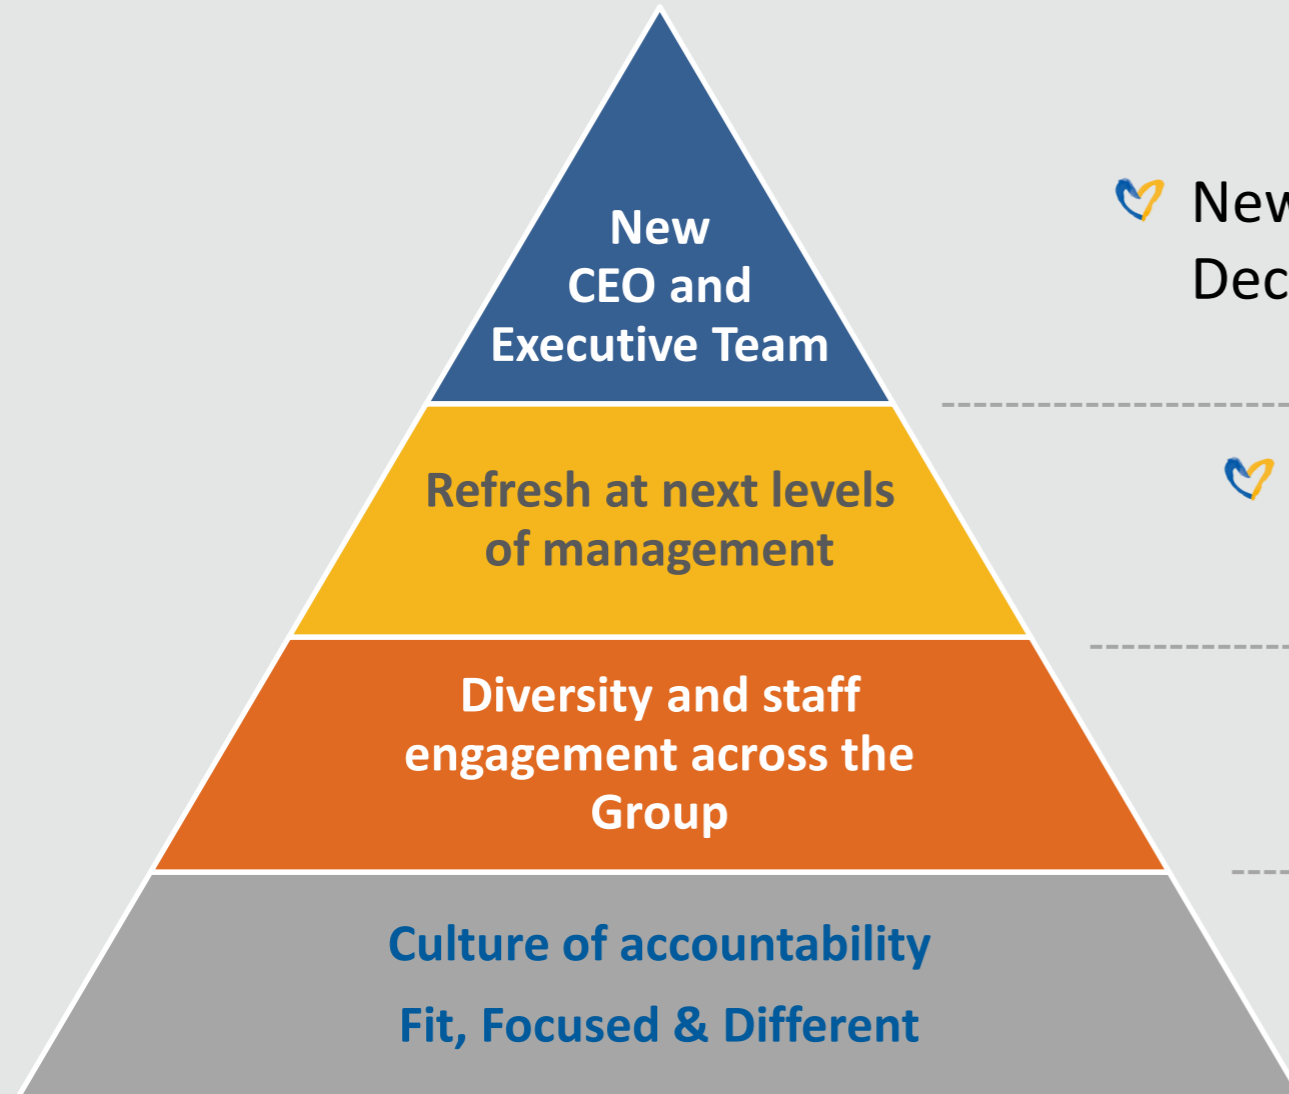 New
CEO and
Executive Team
Refresh at next levels
of management
Diversity and staff
engagement across the
Group
Culture of accountability
Fit, Focused & Different
New
Dec